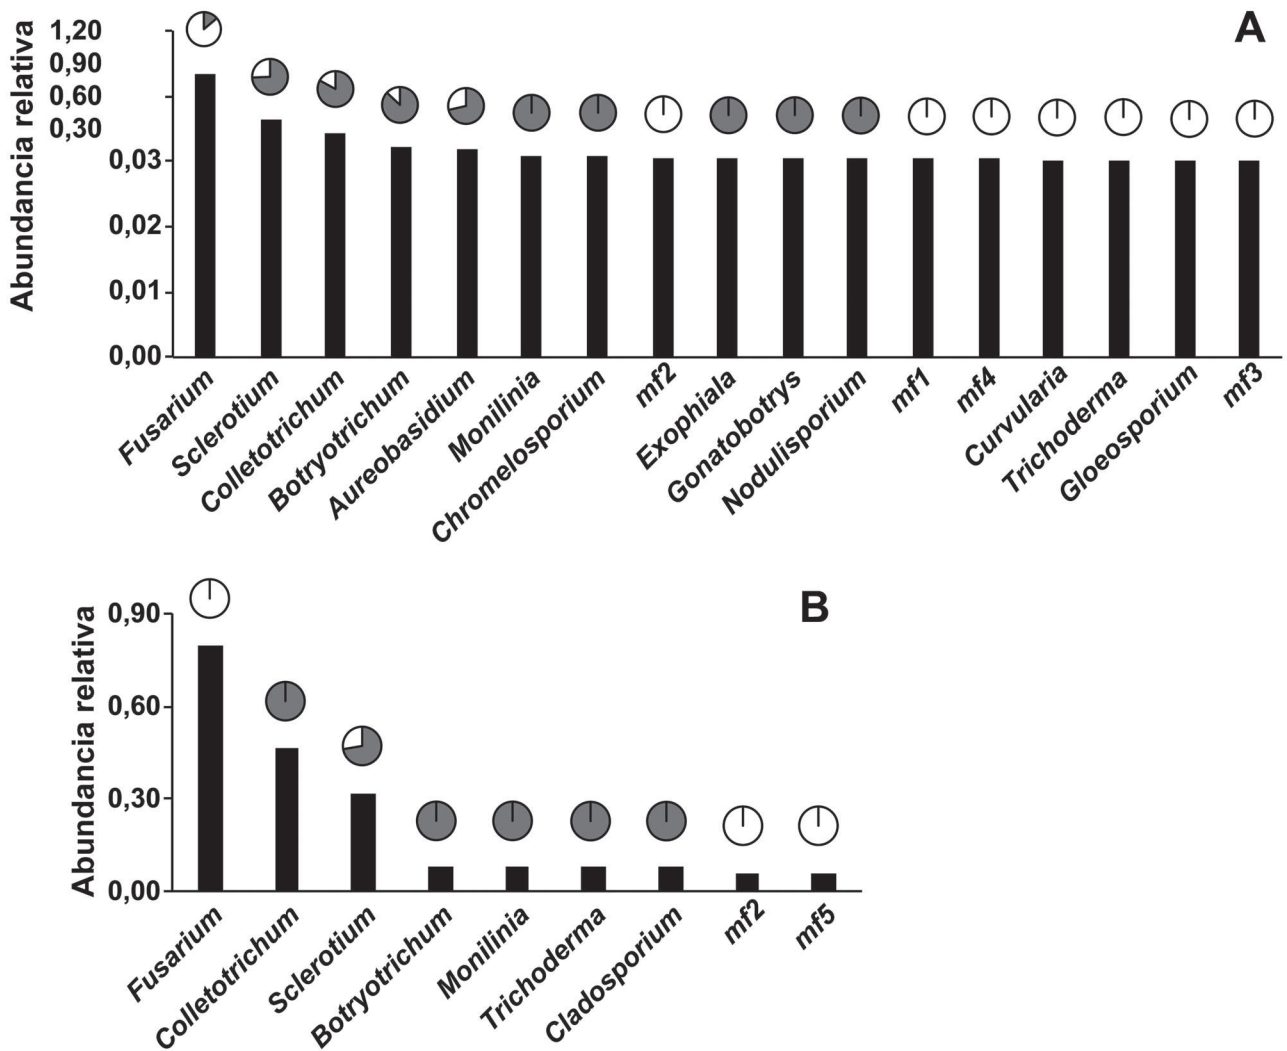 A
Abundancia relativa
1,20
0,90
0,60
0,30
0,03
0,02
0,01
0,00
Fusarium
Sclerotium
Colletotrichum
Botryotrichum
Aureobasidium
Monilinia
Chromelosporium
mf2
Exophiala
Gonatobotrys
Nodulisporium
mf1
mf4
Curvularia
Trichoderma
Gloeosporium
mf3
B
Abundancia relativa
0,90
0,60
0,30
0,00
Fusarium
Colletotrichum
Sclerotium
Botryotrichum
Monilinia
Trichoderma
Cladosporium
mf2
mf5